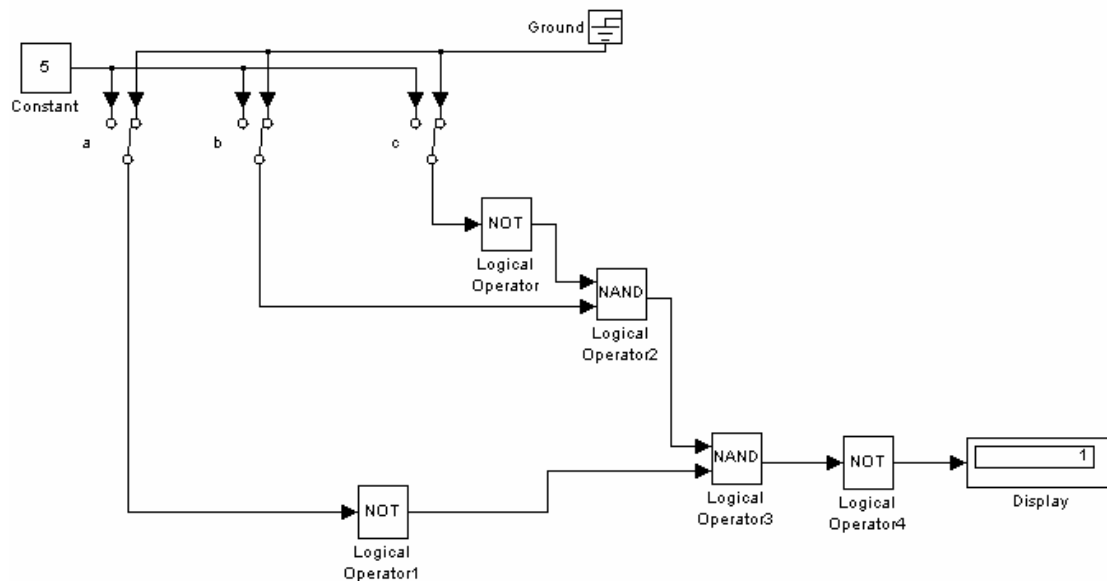 Ground
5
Constant
a
b
c
NOT
Logical
Operator
NAND
Logical
Operator2
NAND
Logical
Operator3
NOT
Logical
Operator4
1
Display
NOT
Logical
Operator1